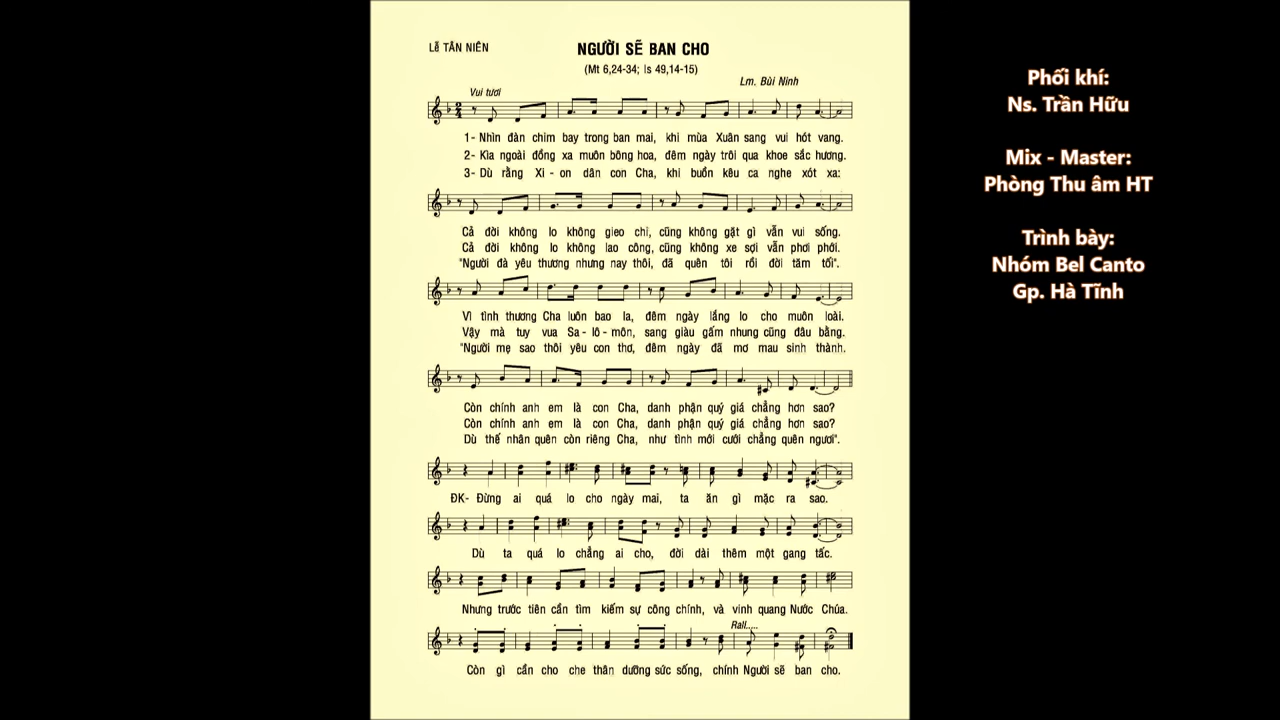 Lễ TÂN NIÊN
NGƯỜI SẼ BAN CHO
(Mt 6,24-34; Is 49,14-15)
Lm. Bùi Ninh
Vui tươi
1- Nhìn đàn chim bay trong ban mai, khi mùa Xuân sang vui hót vang.
2- Kìa ngoài đồng xa muôn bông hoa, đêm ngày trôi qua khoe sắc hương.
3- Dù rằng Xi - on dân con Cha, khi buồn kêu ca nghe xót xa:
Cả đời không lo không gieo chi, cũng không gặt gì vẫn vui sống.
Cả đời không lo không lao công, cũng không xe sợi vẫn phơi phới.
"Người đà yêu thương nhưng nay thôi, đã quên tôi rồi đời tăm tối".
Vì tình thương Cha luôn bao la, đêm ngày lắng lo cho muôn loài.
Vậy mà tuy vua Sa - lô - môn, sang giàu gấm nhung cũng đâu bằng.
"Người mẹ sao thôi yêu con thơ, đêm ngày đã mơ mau sinh thành.
Còn chính anh em là con Cha, danh phận quý giá chẳng hơn sao?
Còn chính anh em là con Cha, danh phận quý giá chẳng hơn sao?
Dù thế nhân quên còn riêng Cha, như tình mới cưới chẳng quên ngươi".
ĐK- Đừng ai quá lo cho ngày mai, ta ăn gì mặc ra sao.
Dù ta quá lo chẳng ai cho, đời dài thêm một gang tấc.
Nhưng trước tiên cần tìm kiếm sự công chính, và vinh quang Nước Chúa.
Rall.....
Còn gì cần cho che thân dưỡng sức sống, chính Người sẽ ban cho.
Phối khí:
Ns. Trần Hữu
Mix - Master:
Phòng Thu âm HT
Trình bày:
Nhóm Bel Canto
Gp. Hà Tĩnh